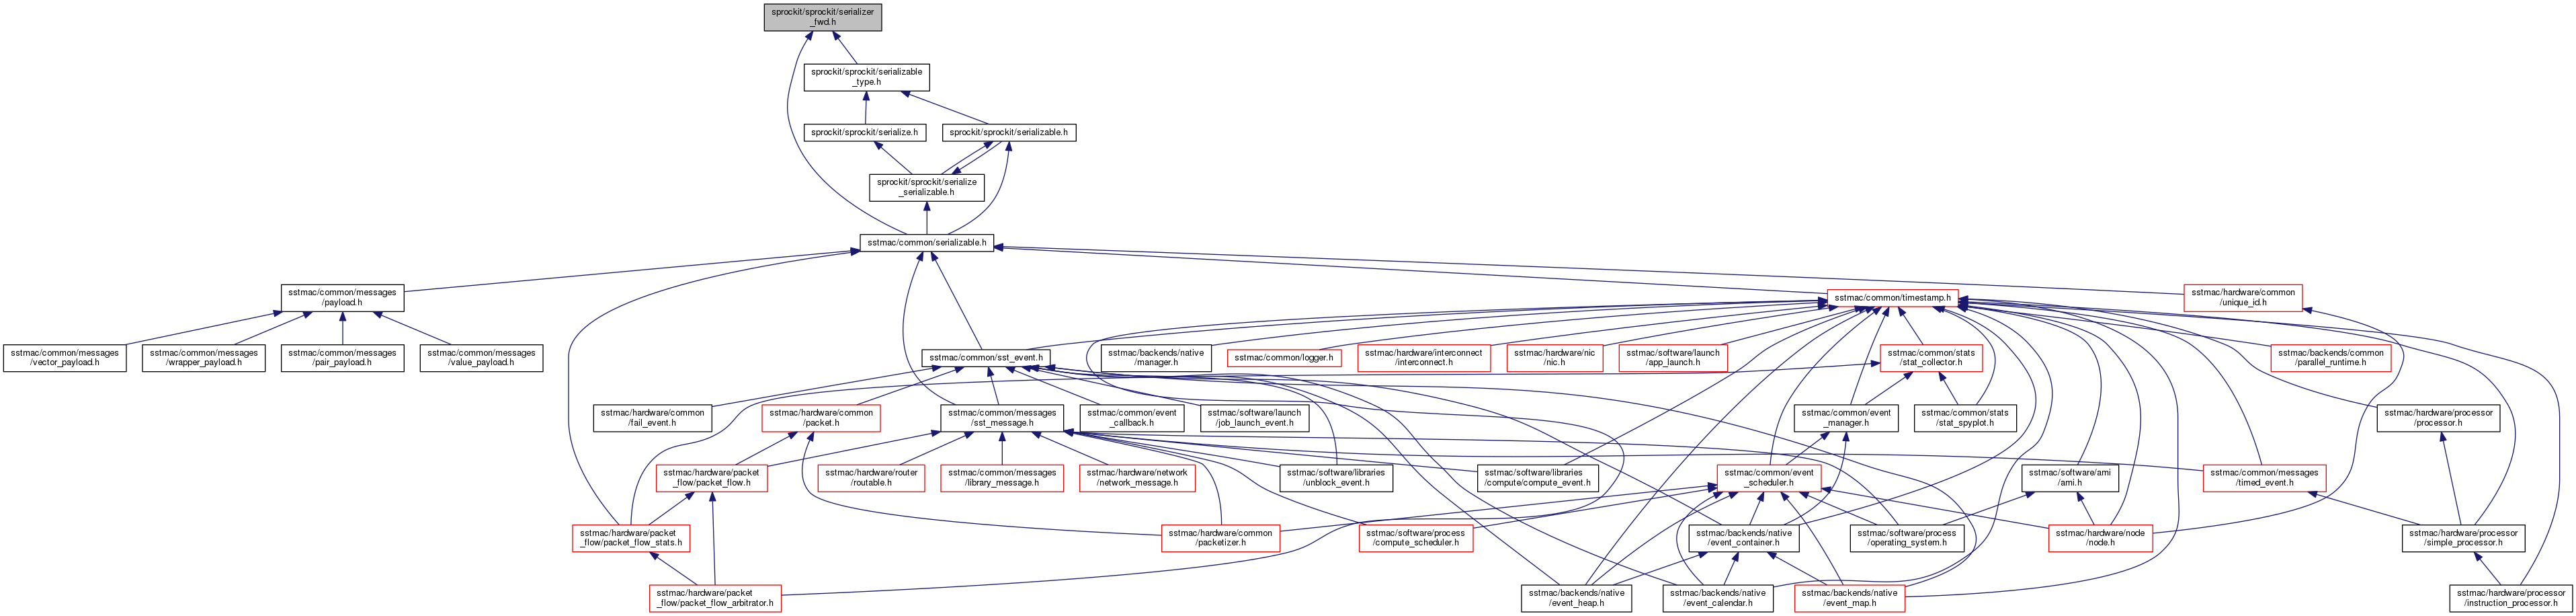 sprockit/sprockit/serializer
_fwd.h
sprockit/sprockit/serializable
_type.h
sprockit/sprockit/serialize.h
sprockit/sprockit/serializable.h
sprockit/sprockit/serialize
_serializable.h
sstmac/common/serializable.h
sstmac/common/messages
/payload.h
sstmac/common/timestamp.h
sstmac/hardware/common
/unique_id.h
sstmac/common/messages
/vector_payload.h
sstmac/common/messages
/wrapper_payload.h
sstmac/common/messages
/pair_payload.h
sstmac/common/messages
/value_payload.h
sstmac/common/sst_event.h
sstmac/backends/native
/manager.h
sstmac/common/logger.h
sstmac/hardware/interconnect
/interconnect.h
sstmac/hardware/nic
/nic.h
sstmac/software/launch
/app_launch.h
sstmac/common/stats
/stat_collector.h
sstmac/backends/common
/parallel_runtime.h
sstmac/hardware/common
/fail_event.h
sstmac/hardware/common
/packet.h
sstmac/common/messages
/sst_message.h
sstmac/common/event
_callback.h
sstmac/software/launch
/job_launch_event.h
sstmac/common/event
_manager.h
sstmac/common/stats
/stat_spyplot.h
sstmac/hardware/processor
/processor.h
sstmac/hardware/packet
_flow/packet_flow.h
sstmac/hardware/router
/routable.h
sstmac/common/messages
/library_message.h
sstmac/hardware/network
/network_message.h
sstmac/software/libraries
/unblock_event.h
sstmac/software/libraries
/compute/compute_event.h
sstmac/common/event
_scheduler.h
sstmac/software/ami
/ami.h
sstmac/common/messages
/timed_event.h
sstmac/hardware/packet
_flow/packet_flow_stats.h
sstmac/hardware/common
/packetizer.h
sstmac/software/process
/compute_scheduler.h
sstmac/backends/native
/event_container.h
sstmac/software/process
/operating_system.h
sstmac/hardware/node
/node.h
sstmac/hardware/processor
/simple_processor.h
sstmac/hardware/packet
_flow/packet_flow_arbitrator.h
sstmac/backends/native
/event_heap.h
sstmac/backends/native
/event_calendar.h
sstmac/backends/native
/event_map.h
sstmac/hardware/processor
/instruction_processor.h